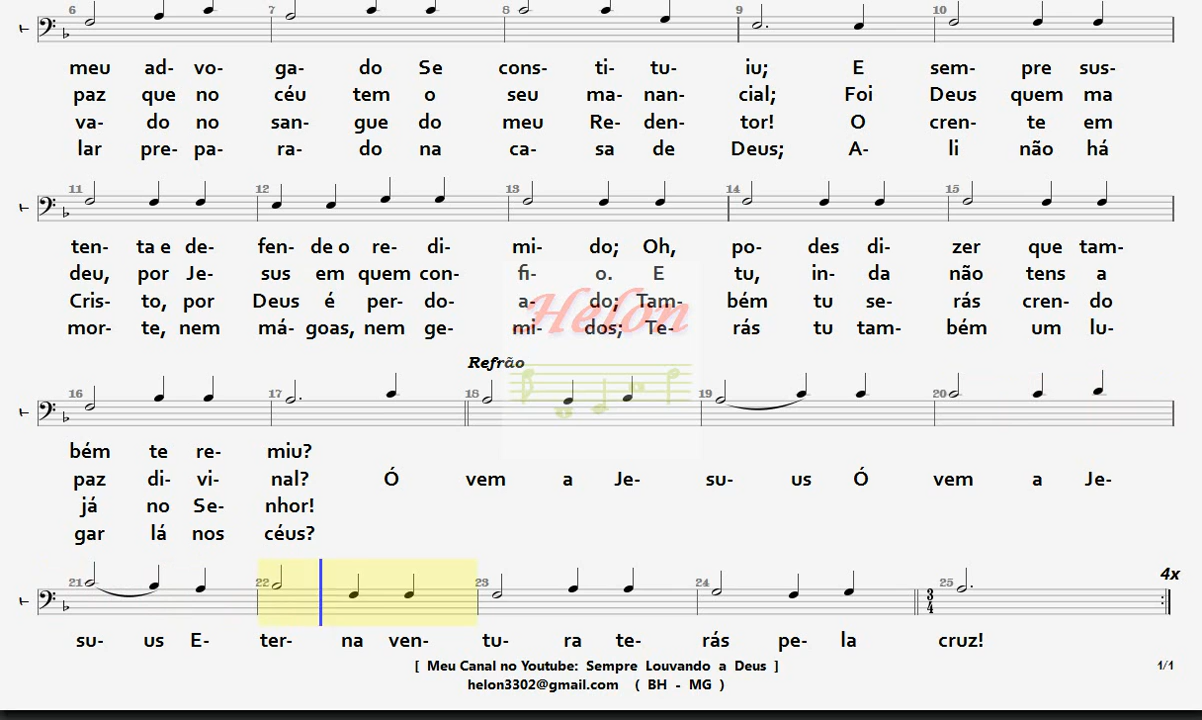 6 7 8 9 10
meu ad- vo- ga- do Se cons- ti- tu- iu; E sem- pre sus-
paz que no céu tem o seu ma- nan- cial; Foi Deus quem ma
va- do no san- gue do meu Re- den- tor! O cren- te em
lar pre- pa- ra- do na ca- sa de Deus; A- li não há
11 12 13 14 15
ten- ta e de- fen- de o re- di- mi- do; Oh, po- des di- zer que tam-
deu, por Je- sus em quem con- fi- o. E tu, in- da não tens a
Cris- to, por Deus é per- do- a- do; Tam- bém tu se- rás cren- do
mor- te, nem má- goas, nem ge- mi- dos; Te- rás tu tam- bém um lu-
Helon
Refrão
16 17 18 19 20
bém te re- miu?
paz di- vi- nal? Ó vem a Je- su- us Ó vem a Je-
já no Se- nhor!
gar lá nos céus?
4x
21 22 23 24 25
3
4
su- us E- ter- na ven- tu- ra te- rás pe- la cruz!
[ Meu Canal no Youtube: Sempre Louvando a Deus ] 1/1
helon3302@gmail.com ( BH - MG )